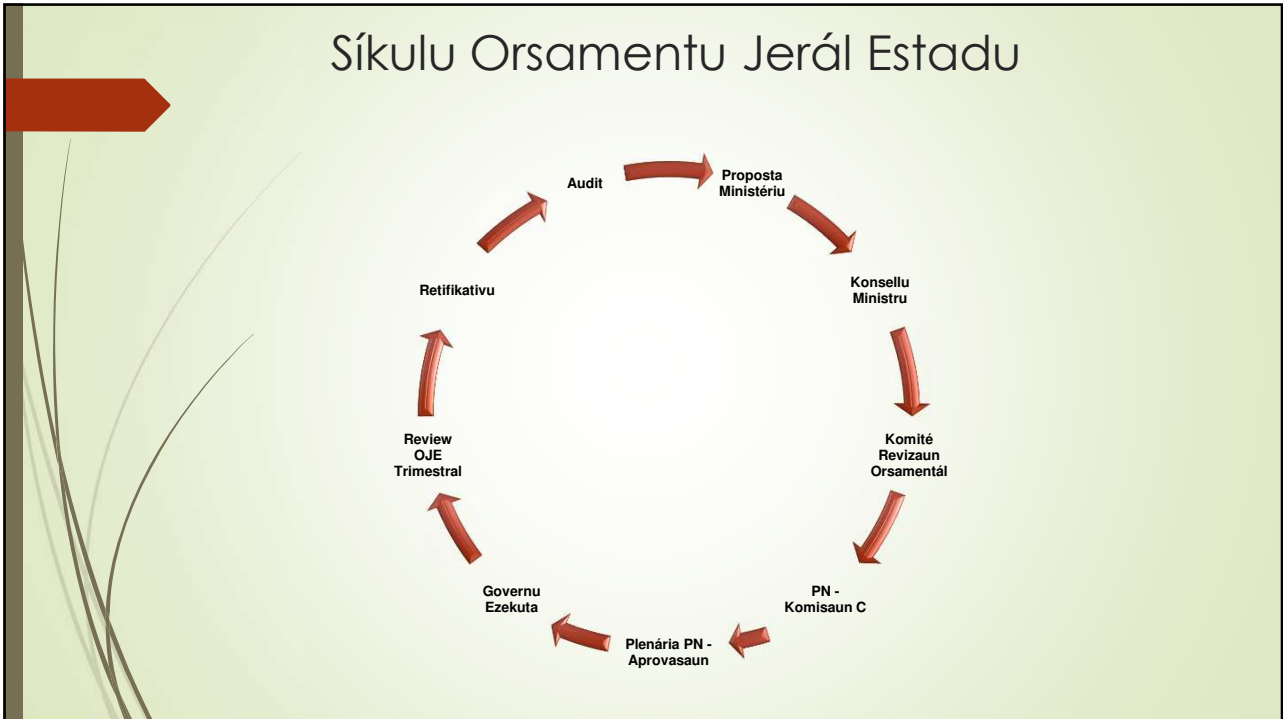 Síkulu Orsamentu Jerál Estadu
Proposta
Ministériu
Konsellu
Ministru
Komité
Revizaun
Orsamentál
PN -
Komisaun C
Plenária PN -
Aprovasaun
Governu
Ezekuta
Review
OJE
Trimestral
Retifikativu
Audit